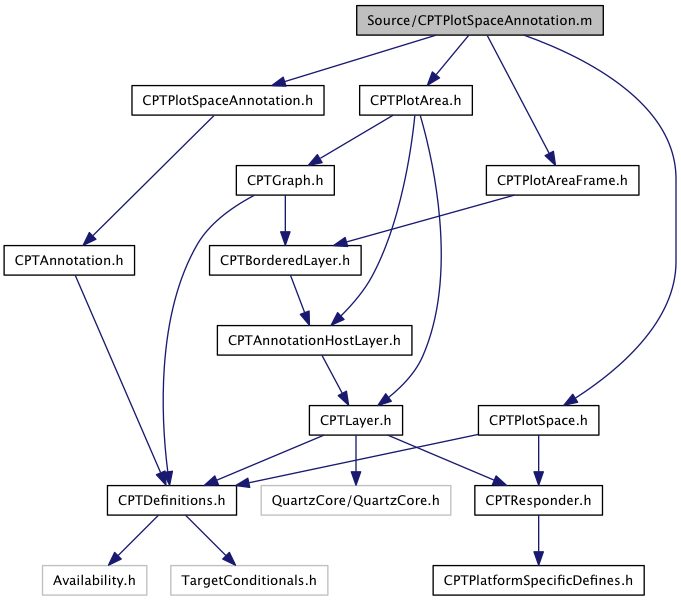 Source/CPTPlotSpaceAnnotation.m
CPTPlotSpaceAnnotation.h
CPTPlotArea.h
CPTGraph.h
CPTPlotAreaFrame.h
CPTAnnotation.h
CPTBorderedLayer.h
CPTAnnotationHostLayer.h
CPTLayer.h
CPTPlotSpace.h
CPTDefinitions.h
QuartzCore/QuartzCore.h
CPTResponder.h
Availability.h
TargetConditionals.h
CPTPlatformSpecificDefines.h